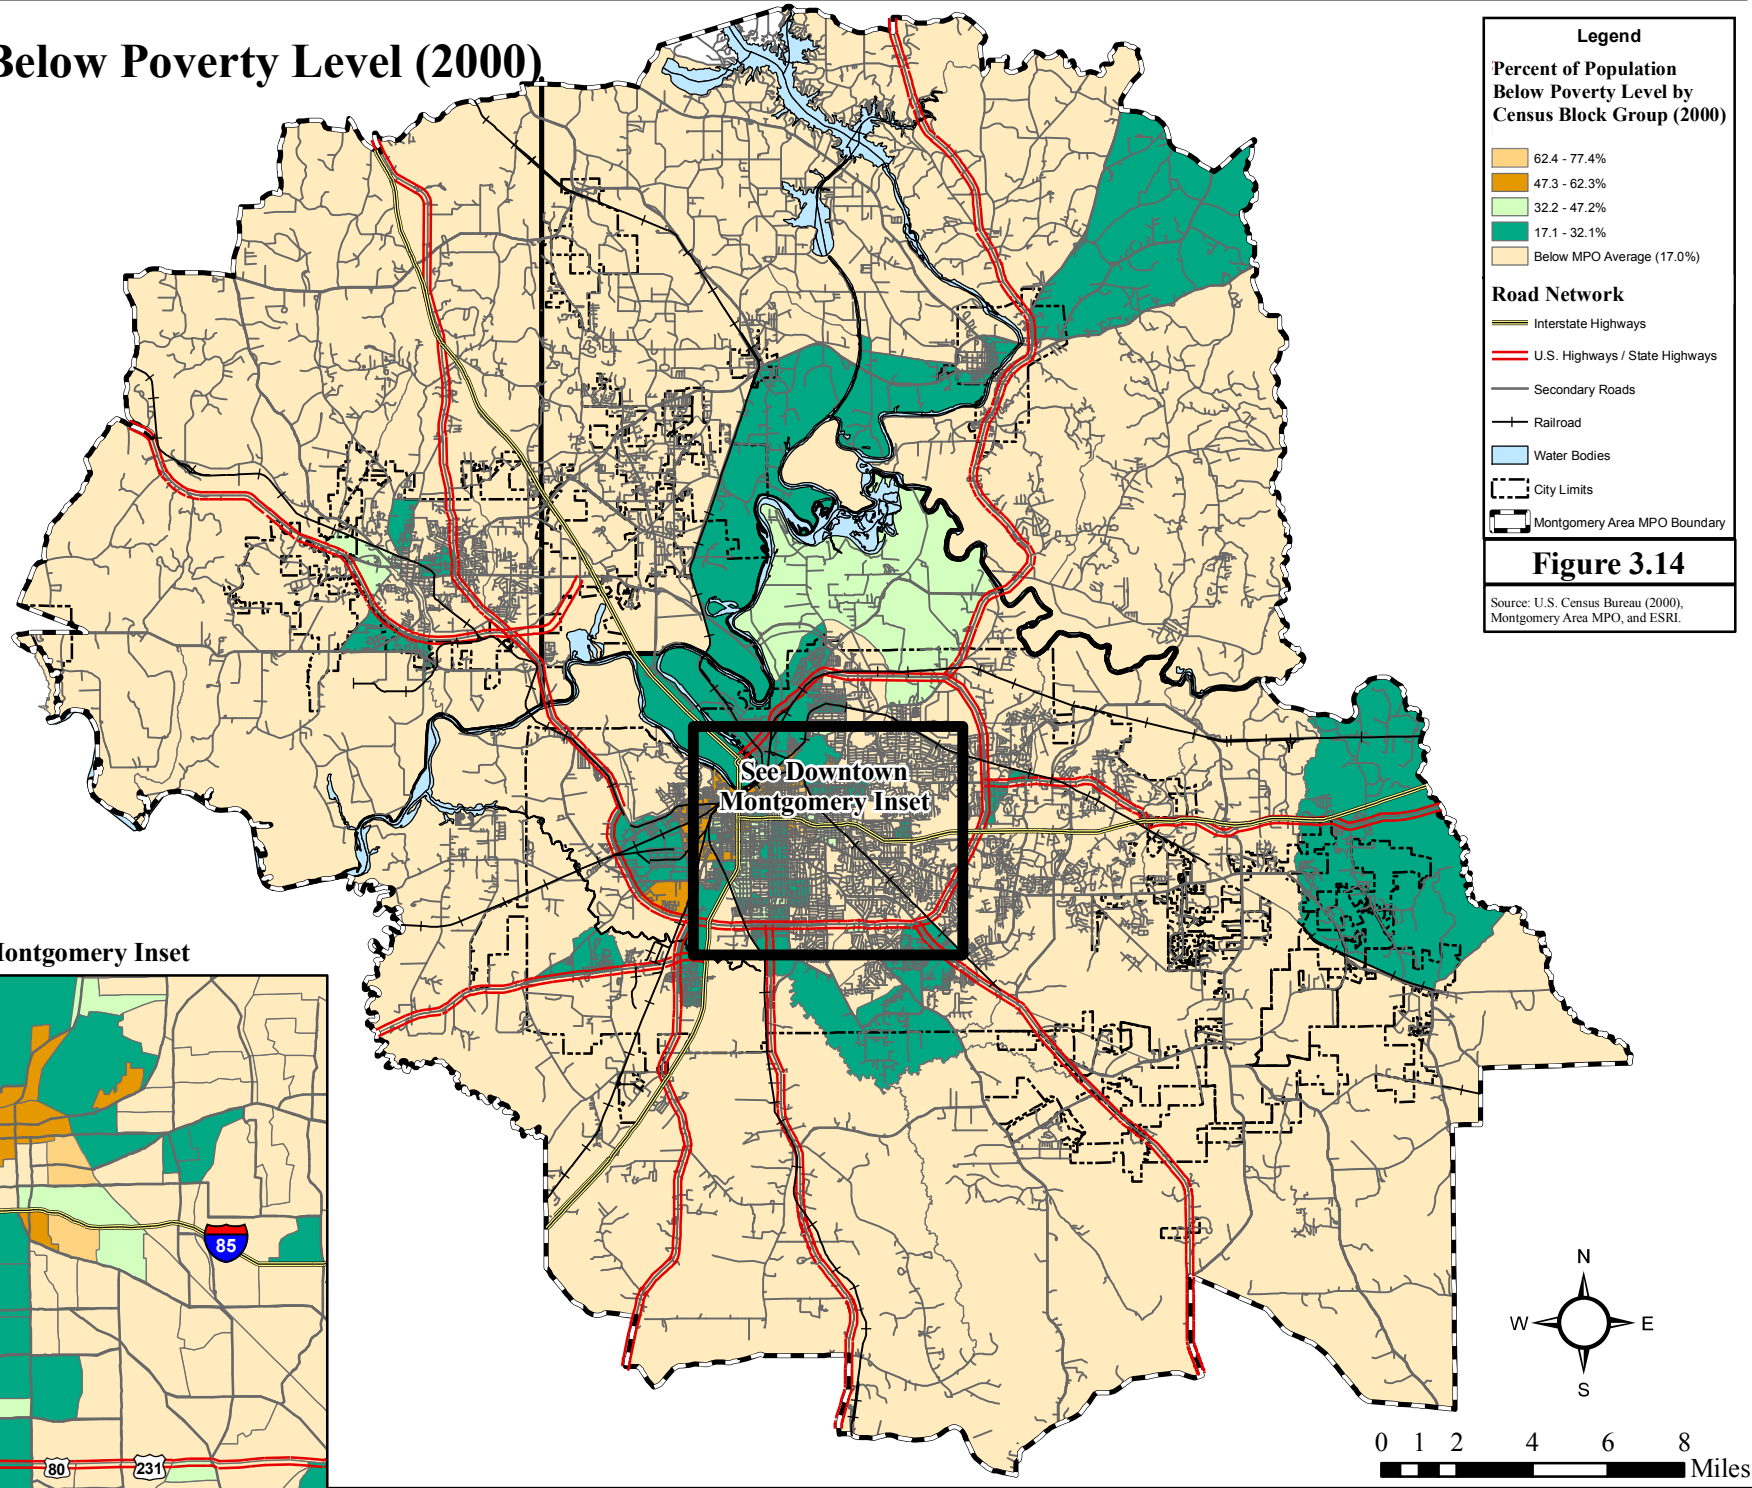 Below Poverty Level (2000)
Legend
Percent of Population
Below Poverty Level by
Census Block Group (2000)
62.4 - 77.4%
47.3 - 62.3%
32.2 - 47.2%
17.1 - 32.1%
Below MPO Average (17.0%)
Road Network
Interstate Highways
U.S. Highways / State Highways
Secondary Roads
Railroad
Water Bodies
City Limits
Montgomery Area MPO Boundary
Figure 3.14
Source: U.S. Census Bureau (2000),
Montgomery Area MPO, and ESRI.
See Downtown
Montgomery Inset
Montgomery Inset
85
80
231
N
W E
S
0 1 2 4 6 8
Miles